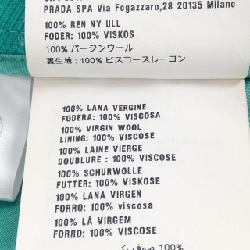 PRADA SPA Via Fogazzaro,28 20135 Milano
100% REN NY ULL
FODER: 100% VISKOS
100% バージンウール
裏生地：100% ビスコースレーヨン
100% LANA VERGINE
FODERA: 100% VISCOSA
100% VIRGIN WOOL
LINING: 100% VISCOSE
100% LAINE VIERGE
DOUBLURE : 100% VISCOSE
100% SCHURWOLLE
FUTTER: 100% VISKOSE
100% LANA VIRGEN
FORRO: 100% viscosa
100% LÃ VIRGEM
FORRO: 100% VISCOSE
100%